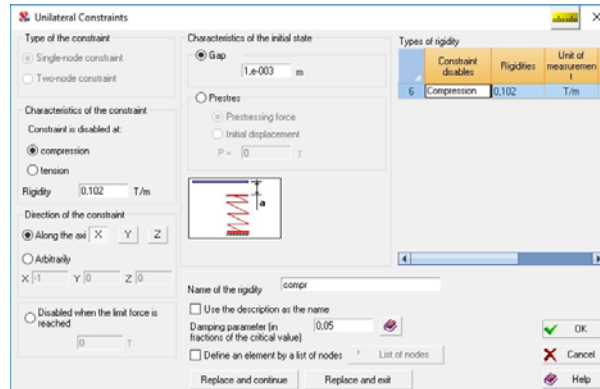 Unilateral Constraints
Type of the constraint
Single-node constraint
Two-node constraint
Characteristics of the constraint
Constraint is disabled at:
compression
tension
Rigidity 0,102 T/m
Direction of the constraint
Along the axi X Y Z
Arbitrarily
X -1 Y 0 Z 0
Disabled when the limit force is
reached
0 T
Characteristics of the initial state
Gap
1,e-003 m
Prestres
Prestressing force
Initial displacement
P = 0 T
a
Types of rigidity
Constraint disables Rigidities Unit of measuremen t
6 Compression 0,102 T/m
Name of the rigidity compr
Use the description as the name
Damping parameter (in
fractions of the critical value) 0,05
Define an element by a list of nodes List of nodes
Replace and continue Replace and exit
OK
Cancel
Help